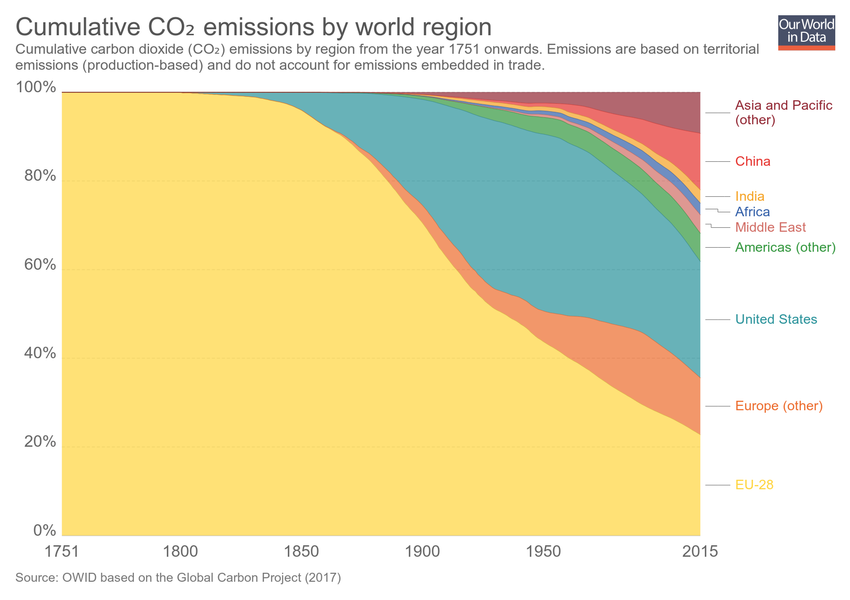 Cumulative CO₂ emissions by world region
Our World
in Data
Cumulative carbon dioxide (CO₂) emissions by region from the year 1751 onwards. Emissions are based on territorial
emissions (production-based) and do not account for emissions embedded in trade.
100%
80%
60%
40%
20%
0%
1751
1800
1850
1900
1950
2015
Asia and Pacific
(other)
China
India
Africa
Middle East
Americas (other)
United States
Europe (other)
EU-28
Source: OWID based on the Global Carbon Project (2017)